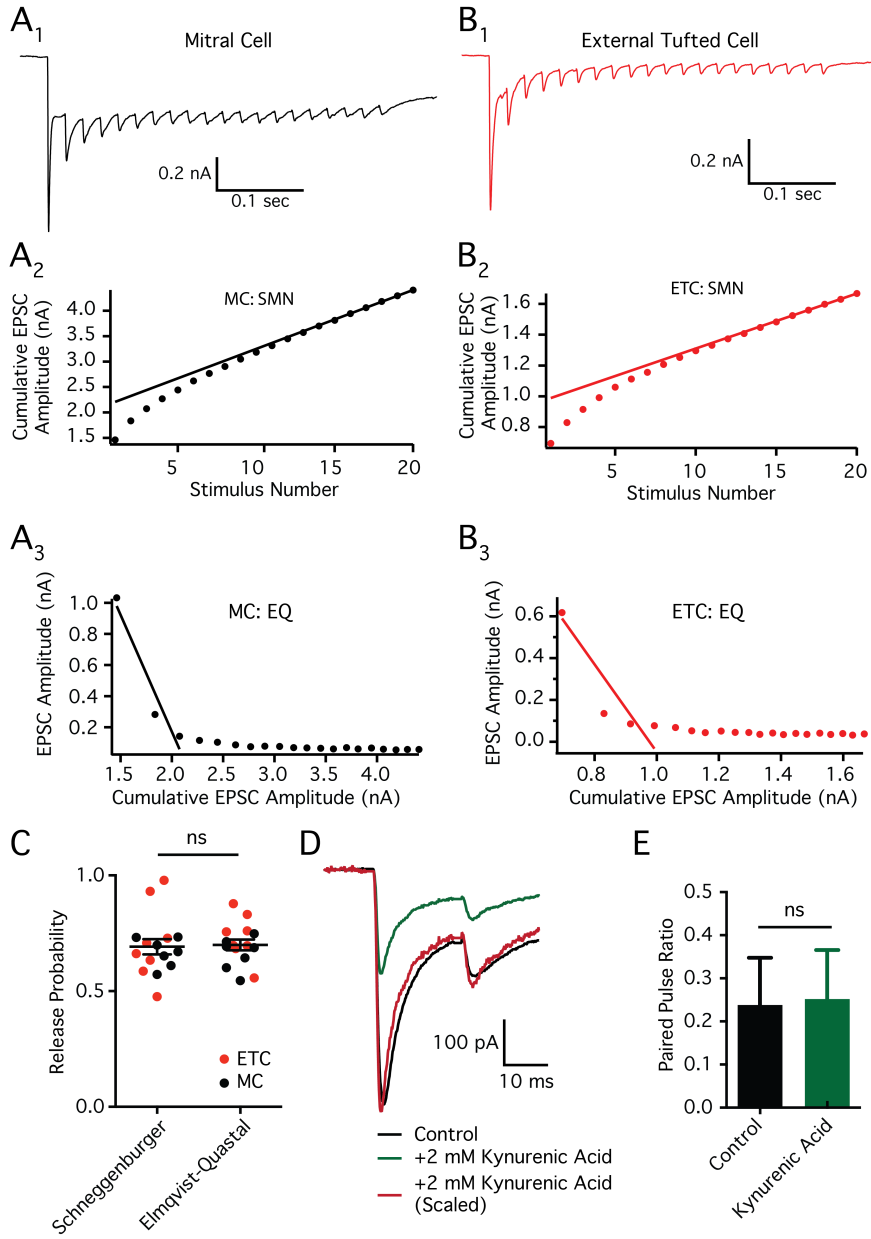 A1
Mitral Cell
0.2 nA
0.1 sec
B1
External Tufted Cell
0.2 nA
0.1 sec
A2
MC: SMN
Cumulative EPSC
Amplitude (nA)
4.0
3.5
3.0
2.5
2.0
1.5
5
10
15
20
Stimulus Number
B2
ETC: SMN
Cumulative EPSC
Amplitude (nA)
1.6
1.4
1.2
1.0
0.8
5
10
15
20
Stimulus Number
A3
MC: EQ
EPSC Amplitude (nA)
1.0
0.8
0.6
0.4
0.2
1.5
2.0
2.5
3.0
3.5
4.0
Cumulative EPSC Amplitude (nA)
B3
ETC: EQ
EPSC Amplitude (nA)
0.6
0.4
0.2
0.0
0.8
1.0
1.2
1.4
1.6
Cumulative EPSC Amplitude (nA)
C
ns
Release Probability
1.0
0.5
0.0
ETC
MC
Schneggenburger
Elmqvist-Quastal
D
100 pA
10 ms
Control
+2 mM Kynurenic Acid
+2 mM Kynurenic Acid
(Scaled)
E
ns
Paired Pulse Ratio
0.5
0.4
0.3
0.2
0.1
0.0
Control
Kynurenic Acid